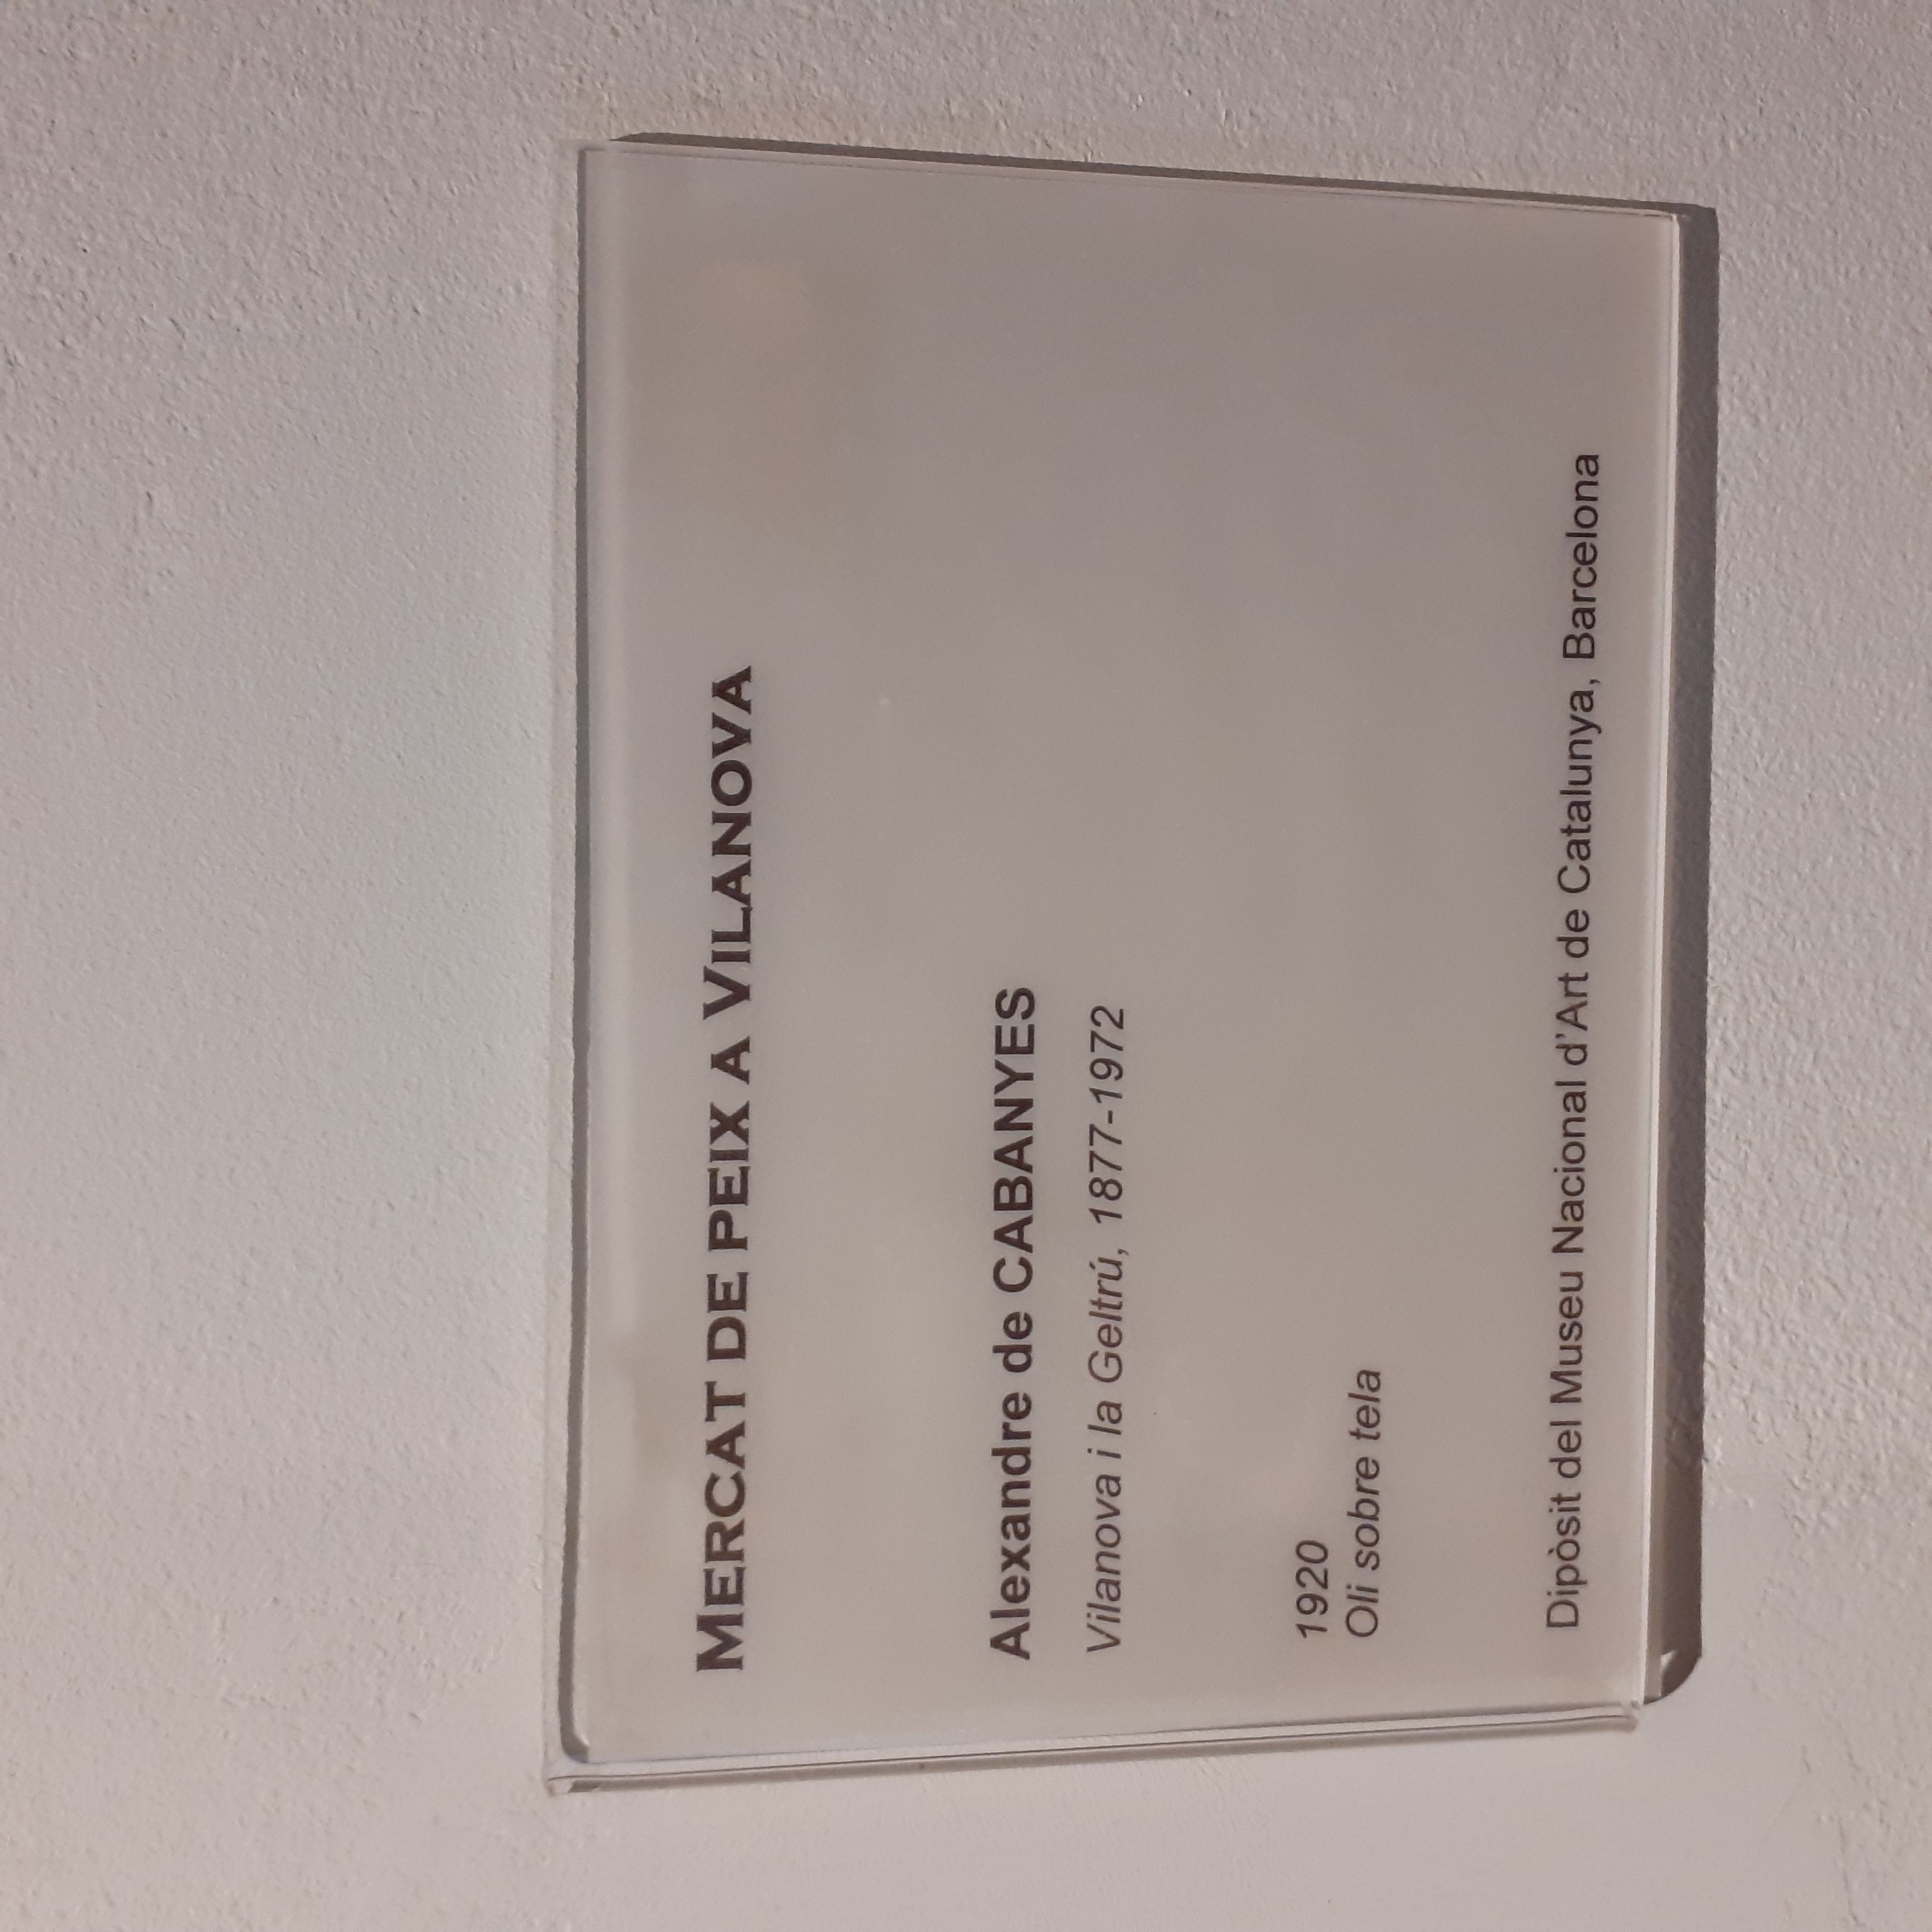 MERCAT DE PEIX A VILANOVA
Alexandre de CABANYES
Vilanova i la Geltrú, 1877-1972
1920
Oli sobre tela
Dipòsit del Museu Nacional d'Art de Catalunya, Barcelona